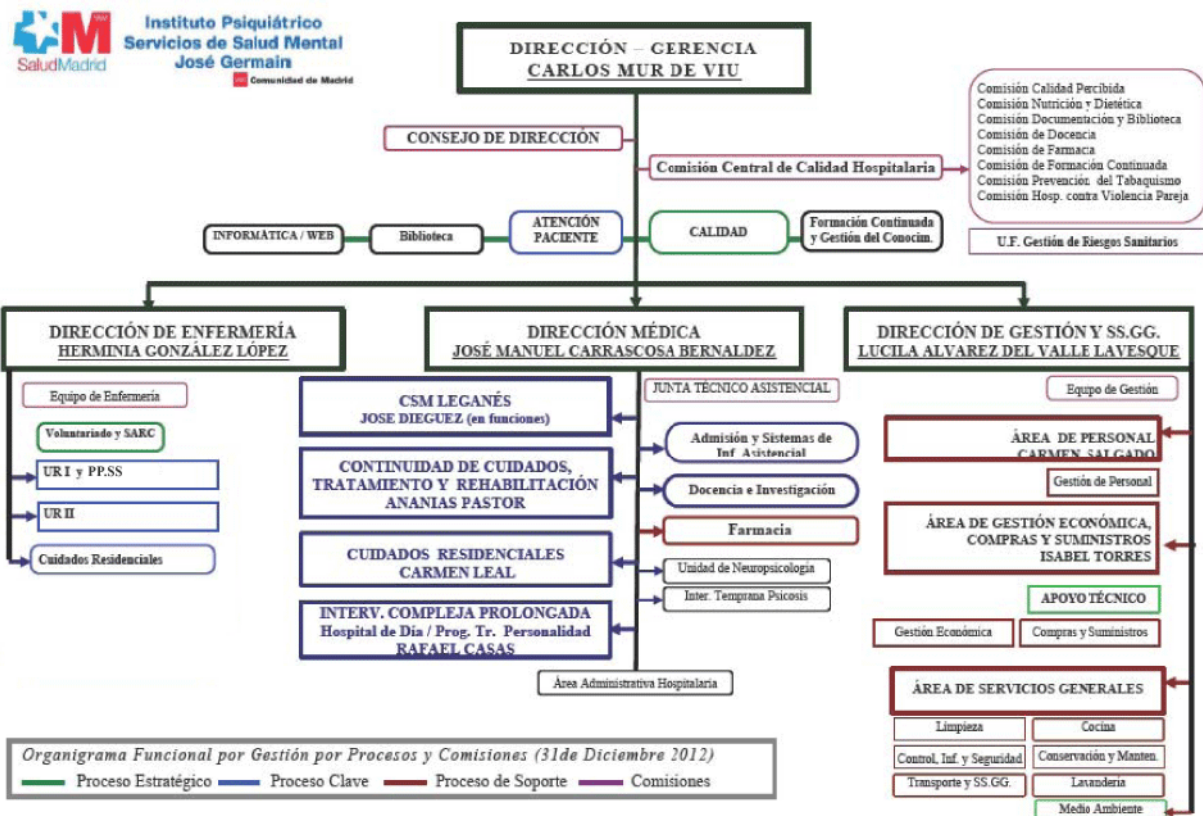 Instituto Psiquiátrico
Servicios de Salud Mental
José Germain
SaludMadrid
Comunidad de Madrid
DIRECCIÓN – GERENCIA
CARLOS MUR DE VIU
CONSEJO DE DIRECCIÓN
Comisión Central de Calidad Hospitalaria
Comisión Calidad Percibida
Comisión Nutrición y Dietética
Comisión Documentación y Biblioteca
Comisión de Docencia
Comisión de Farmacia
Comisión de Formación Continuada
Comisión Prevención del Tabaquismo
Comisión Hosp. contra Violencia Pareja
U.F. Gestión de Riesgos Sanitarios
INFORMÁTICA / WEB
Biblioteca
ATENCIÓN
PACIENTE
CALIDAD
Formación Continuada
y Gestión del Conocim.
DIRECCIÓN DE ENFERMERÍA
HERMINIA GONZÁLEZ LÓPEZ
Equipo de Enfermería
Voluntariado y SARC
UR I y PP.SS
UR II
Cuidados Residenciales
DIRECCIÓN MÉDICA
JOSÉ MANUEL CARRASCOSA BERNALDEZ
JUNTA TÉCNICO ASISTENCIAL
CSM LEGANÉS
JOSE DIEGUEZ (en funciones)
CONTINUIDAD DE CUIDADOS,
TRATAMIENTO Y REHABILITACIÓN
ANANIAS PASTOR
CUIDADOS RESIDENCIALES
CARMEN LEAL
INTERV. COMPLEJA PROLONGADA
Hospital de Día / Prog. Tr. Personalidad
RAFAEL CASAS
Admisión y Sistemas de
Inf. Asistencial
Docencia e Investigación
Farmacia
Unidad de Neuropsicología
Inter. Temprana Psicosis
Área Administrativa Hospitalaria
DIRECCIÓN DE GESTIÓN Y SS.GG.
LUCILA ALVAREZ DEL VALLE LAVESQUE
Equipo de Gestión
ÁREA DE PERSONAL
CARMEN SALGADO
Gestión de Personal
ÁREA DE GESTIÓN ECONÓMICA,
COMPRAS Y SUMINISTROS
ISABEL TORRES
APOYO TÉCNICO
Gestión Económica
Compras y Suministros
ÁREA DE SERVICIOS GENERALES
Limpieza
Cocina
Control, Inf. y Seguridad
Conservación y Manten.
Transporte y SS.GG.
Lavandería
Medio Ambiente
Organigrama Funcional por Gestión por Procesos y Comisiones (31de Diciembre 2012)
Proceso Estratégico
Proceso Clave
Proceso de Soporte
Comisiones